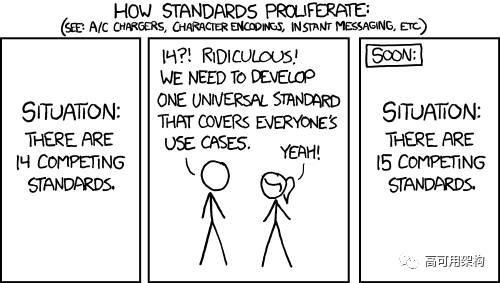 HOW STANDARDS PROLIFERATE:
(SEE: A/C CHARGERS, CHARACTER ENCODINGS, INSTANT MESSAGING, ETC.)
SITUATION:
THERE ARE
14 COMPETING
STANDARDS.
14?! RIDICULOUS!
WE NEED TO DEVELOP
ONE UNIVERSAL STANDARD
THAT COVERS EVERYONE'S
USE CASES.
YEAH!
SOON:
SITUATION:
THERE ARE
15 COMPETING
STANDARDS.
高可用架构